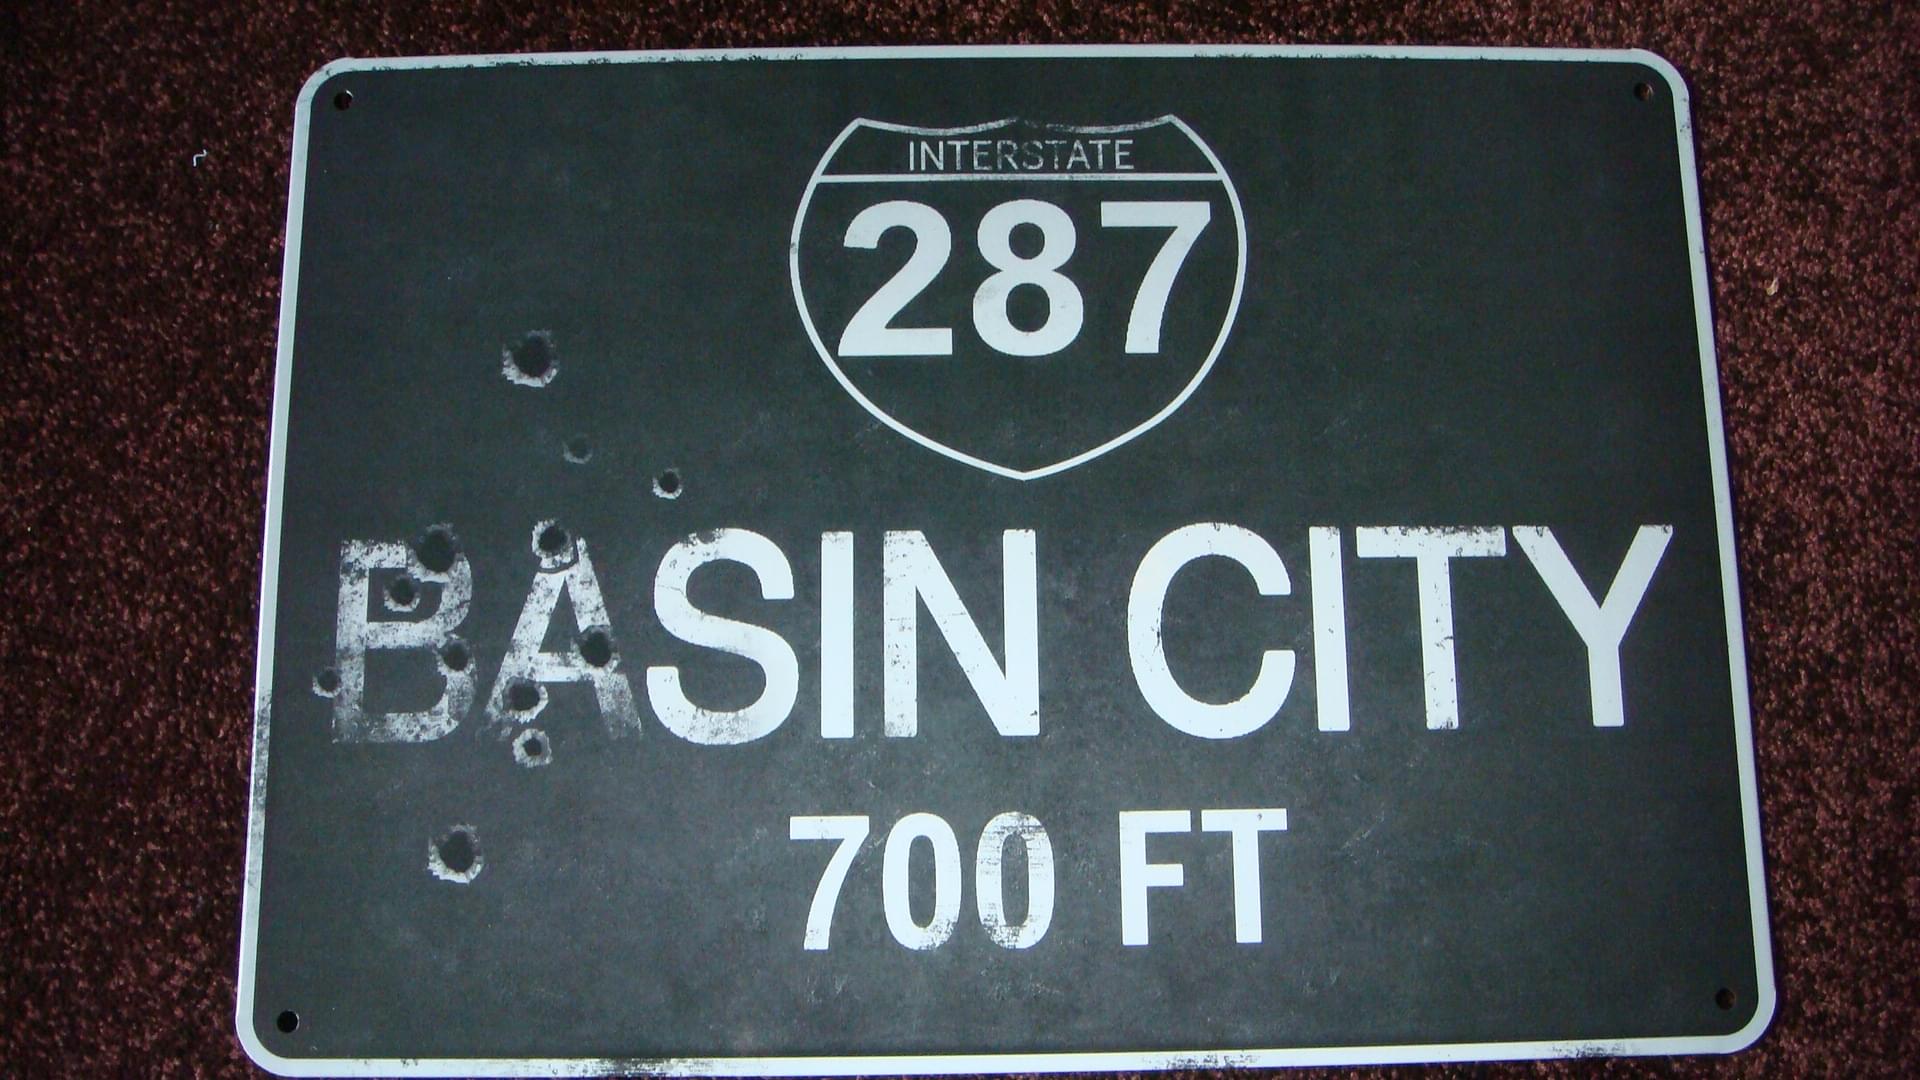 INTERSTATE
287
BASIN CITY
700 FT